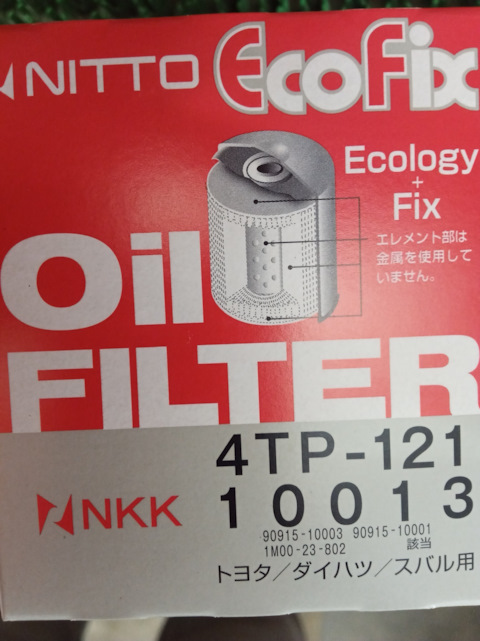 NITTO EcoFix
Ecology
+
Fix
エレメント部は
金属を使用して
いません。
Oil
FILTER
4TP-121
NKK 10013
90915-10003 90915-10001
1M00-23-802 該当
トヨタ/ダイハツ/スバル用